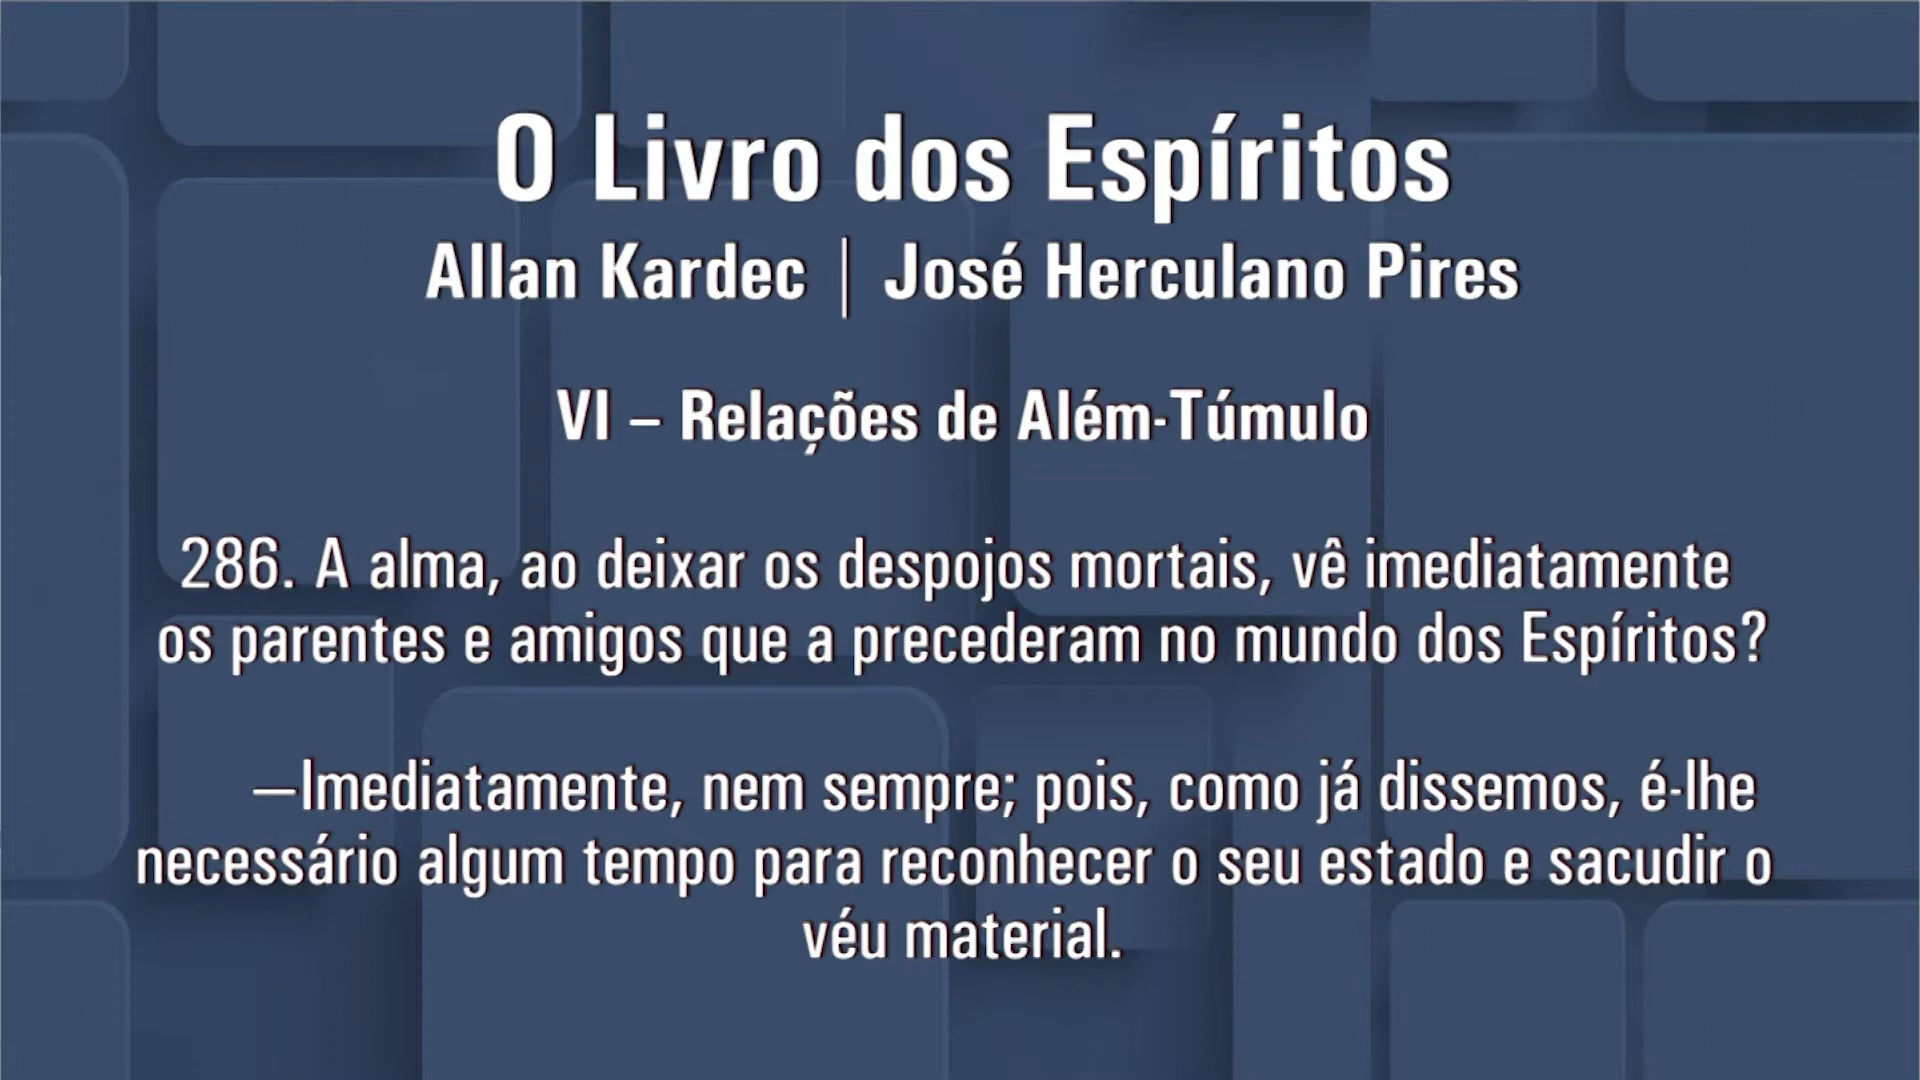 O Livro dos Espíritos
Allan Kardec | José Herculano Pires
VI – Relações de Além-Túmulo
286. A alma, ao deixar os despojos mortais, vê imediatamente
os parentes e amigos que a precederam no mundo dos Espíritos?
—Imediatamente, nem sempre; pois, como já dissemos, é-lhe
necessário algum tempo para reconhecer o seu estado e sacudir o
véu material.